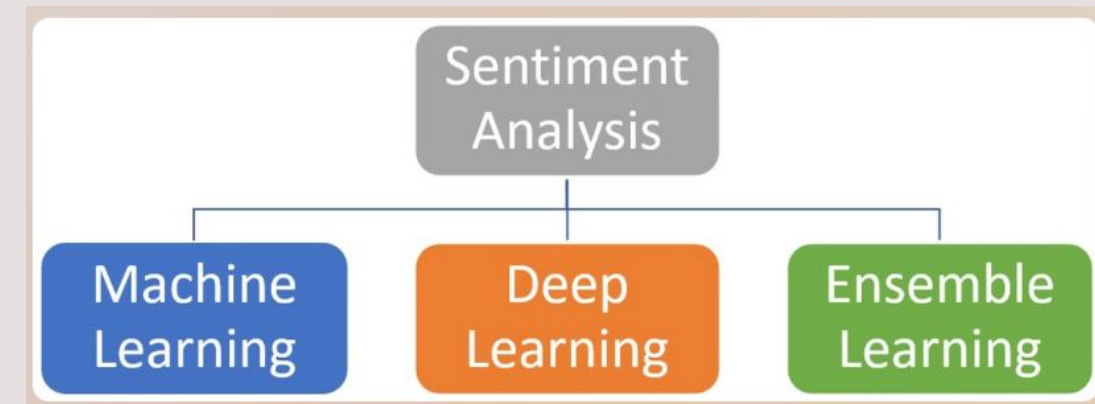 Sentiment
Analysis
Machine
Learning
Deep
Learning
Ensemble
Learning